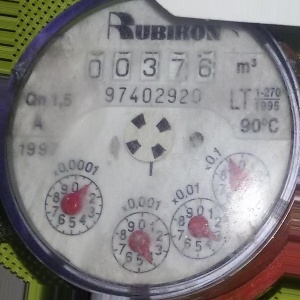 RUBIKON
00376 m³
97402920
Qn 1,5
LT 1-270
1995
A
90°C
1997
x0,0001
x0,001
x0,01
x0,1